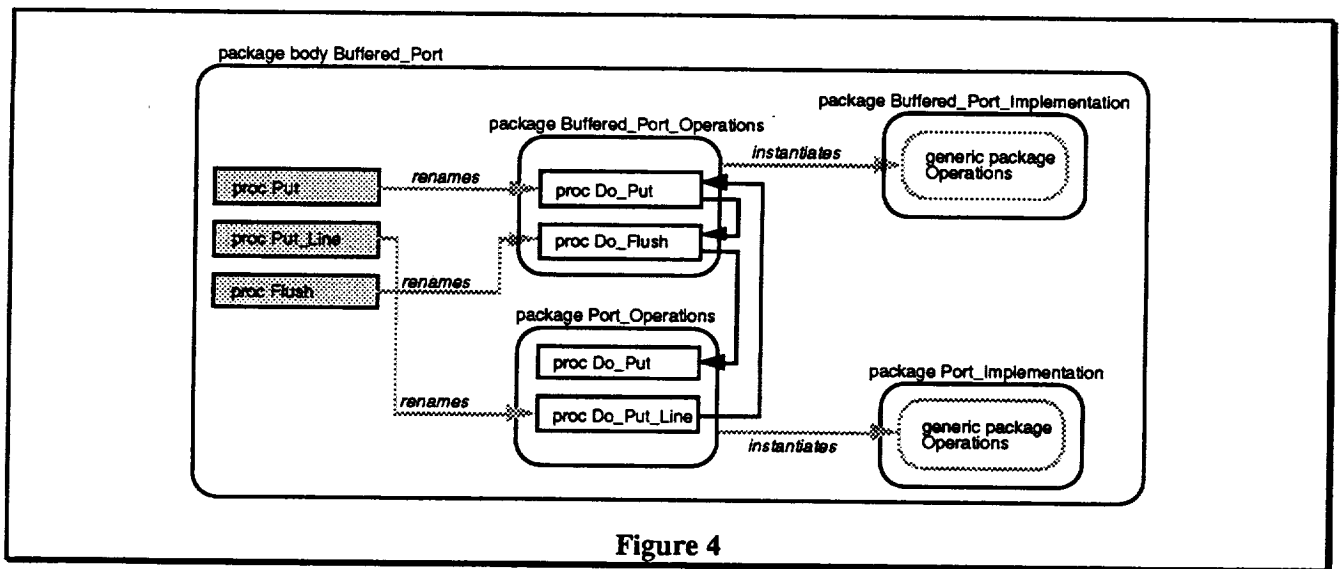 package body Buffered_Port
package Buffered_Port_Implementation
package Buffered_Port_Operations
instantiates
generic package
Operations
proc Put
renames
proc Do_Put
proc Put_Line
proc Do_Flush
proc Flush
renames
package Port_Operations
proc Do_Put
package Port_Implementation
renames
proc Do_Put_Line
generic package
Operations
instantiates
Figure 4